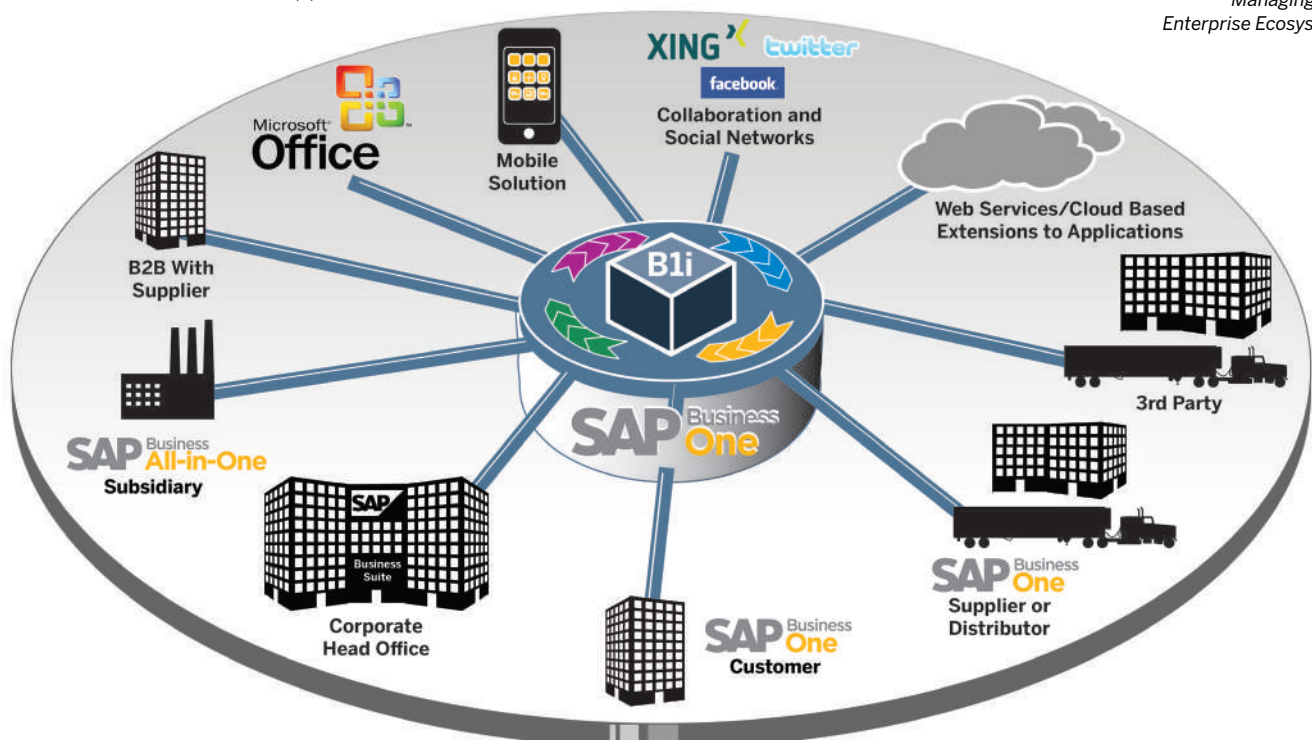 Managing
Enterprise Ecosys
XING
twitter
facebook
Collaboration and
Social Networks
Microsoft®
Office™
Mobile
Solution
Web Services/Cloud Based
Extensions to Applications
B2B With
Supplier
B1i
3rd Party
SAP Business
One
SAP Business
All-in-One
Subsidiary
SAP
Business
Suite
Corporate
Head Office
SAP Business
One
Customer
SAP Business
One
Supplier or
Distributor